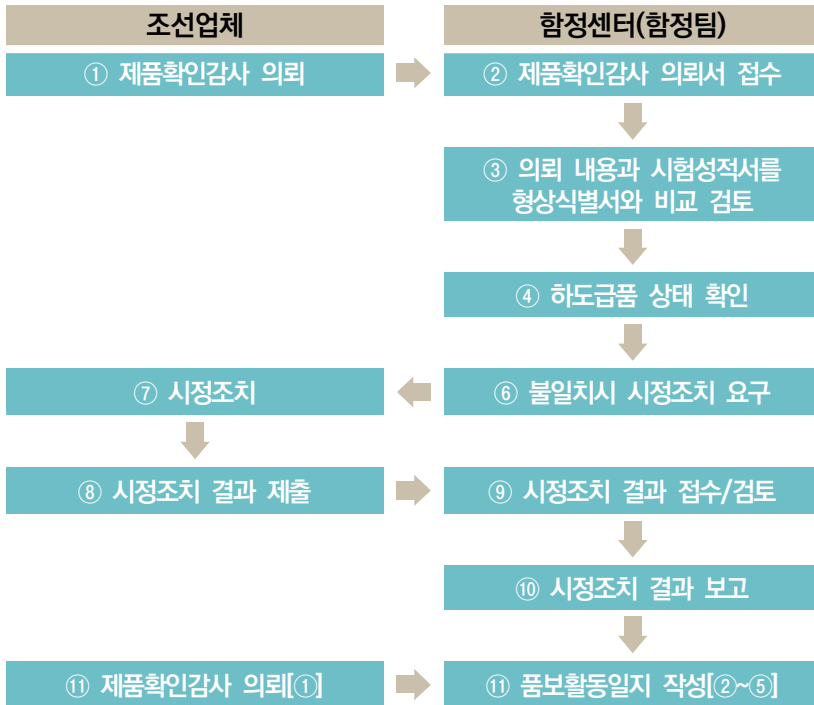 조선업체
함정센터(함정팀)
① 제품확인감사 의뢰
② 제품확인감사 의뢰서 접수
③ 의뢰 내용과 시험성적서를
형상식별서와 비교 검토
④ 하도급품 상태 확인
⑦ 시정조치
⑥ 불일치시 시정조치 요구
⑧ 시정조치 결과 제출
⑨ 시정조치 결과 접수/검토
⑩ 시정조치 결과 보고
⑪ 제품확인감사 의뢰[①]
⑪ 품보활동일지 작성[②~⑤]